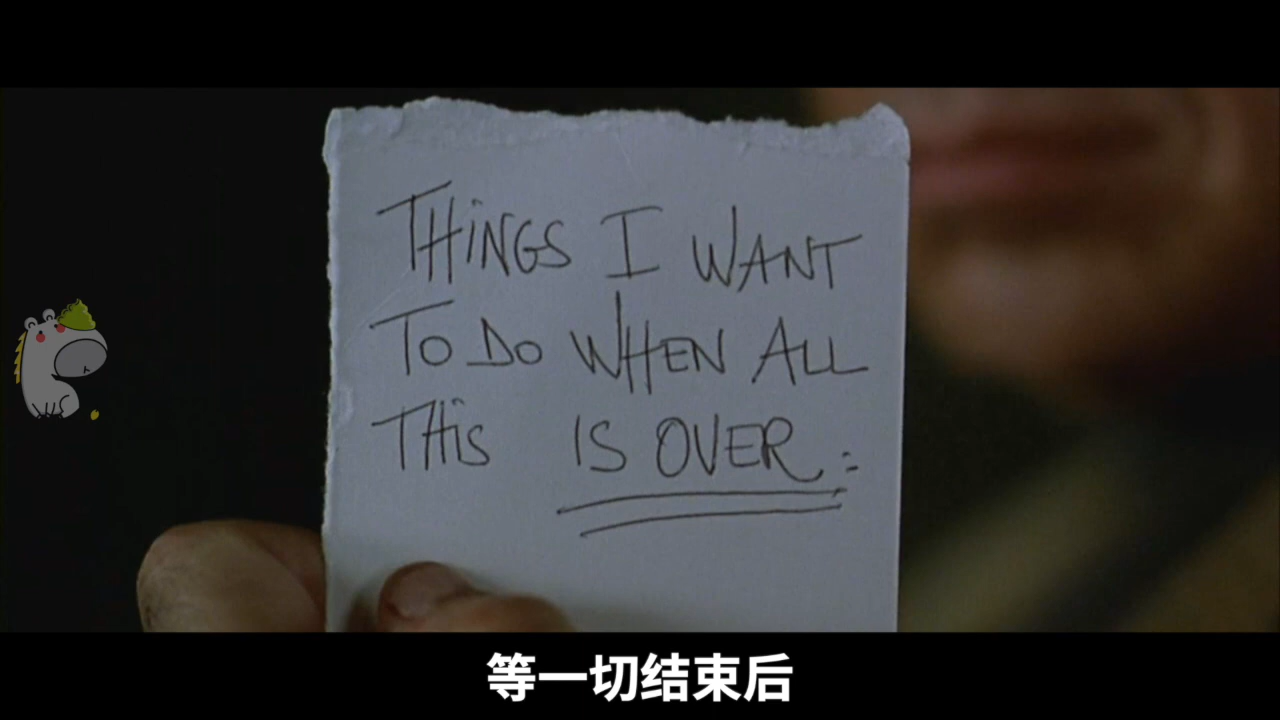 THINGS I WANT
TO DO WHEN ALL
THIS IS OVER:
等一切结束后